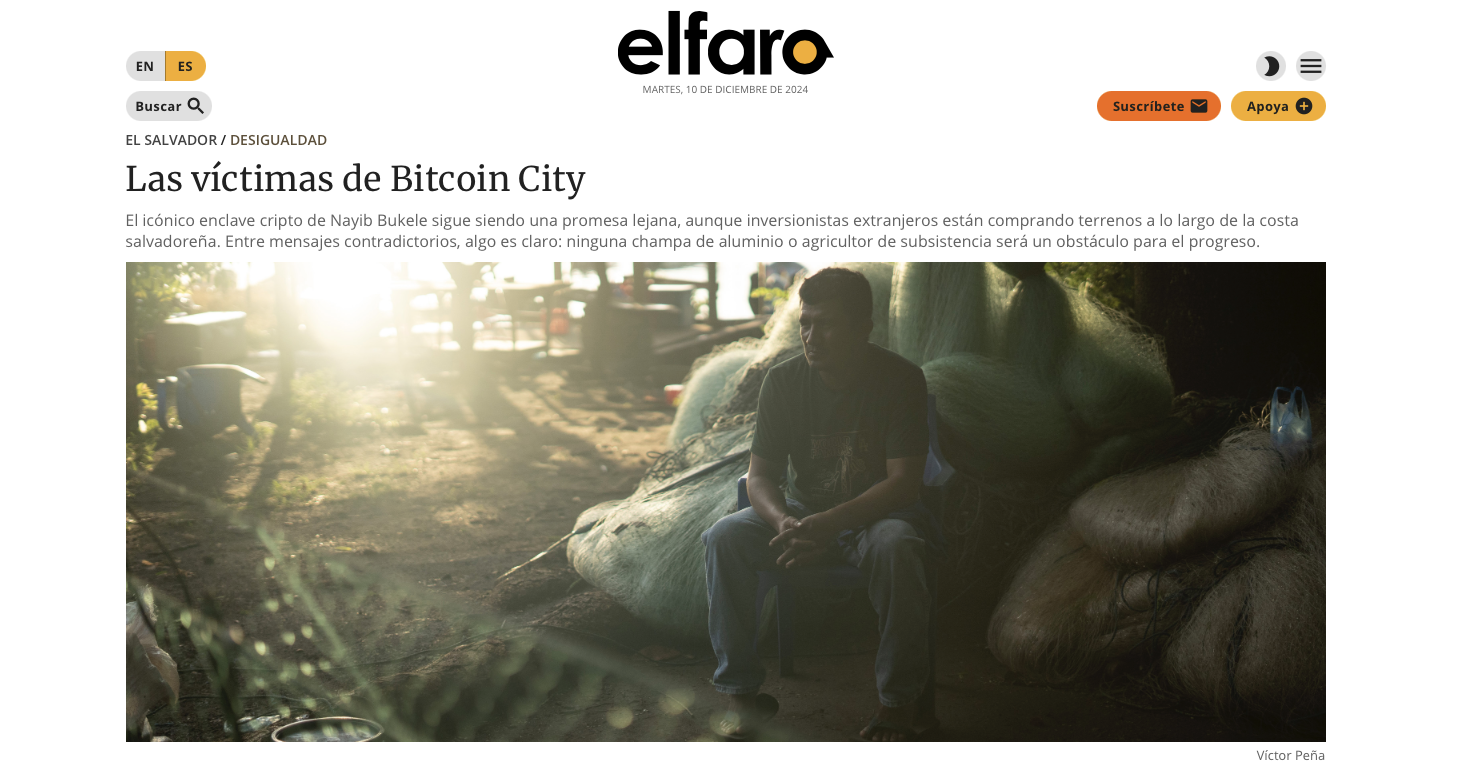 elfaro
EN ES
MARTES, 10 DE DICIEMBRE DE 2024
Buscar
Suscríbete Apoya
EL SALVADOR / DESIGUALDAD
Las víctimas de Bitcoin City
El icónico enclave cripto de Nayib Bukele sigue siendo una promesa lejana, aunque inversionistas extranjeros están comprando terrenos a lo largo de la costa
salvadoreña. Entre mensajes contradictorios, algo es claro: ninguna champa de aluminio o agricultor de subsistencia será un obstáculo para el progreso.
Víctor Peña